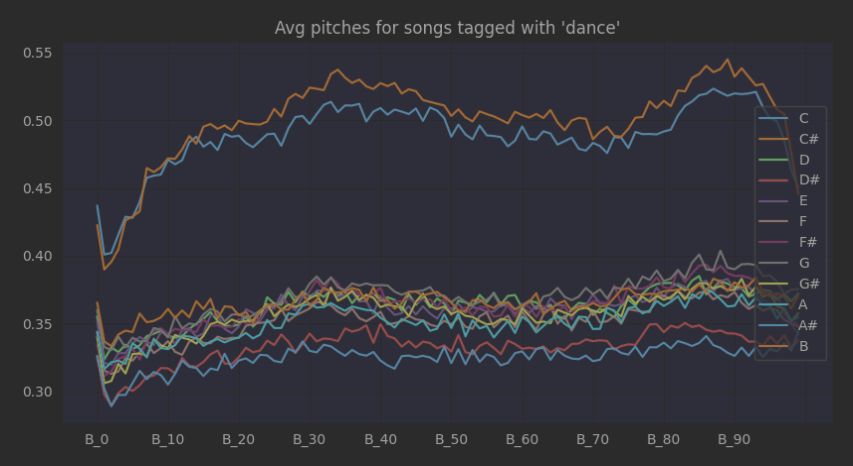 Avg pitches for songs tagged with 'dance'
0.55
0.50
0.45
0.40
0.35
0.30
C
C#
D
D#
E
F
F#
G
G#
A
A#
B
B_0
B_10
B_20
B_30
B_40
B_50
B_60
B_70
B_80
B_90